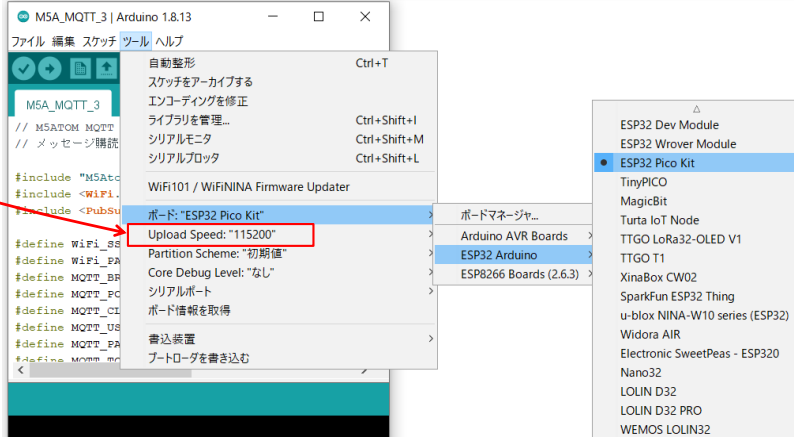 M5A_MQTT_3 | Arduino 1.8.13
ファイル 編集 スケッチ ツール ヘルプ
M5A_MQTT_3
// M5ATOM MQTT
// メッセージ購読
#include "M5Ato
#include <WiFi.
#include <PubSu
#define WiFi_SS
#define WiFi_PA
#define MQTT_BR
#define MQTT_PO
#define MQTT_CL
#define MQTT_US
#define MQTT_PA
#define MQTT_TO
自動整形 Ctrl+T
スケッチをアーカイブする
エンコーディングを修正
ライブラリを管理... Ctrl+Shift+I
シリアルモニタ Ctrl+Shift+M
シリアルプロッタ Ctrl+Shift+L
WiFi101 / WiFiNINA Firmware Updater
ボード: "ESP32 Pico Kit"
Upload Speed: "115200"
Partition Scheme: "初期値"
Core Debug Level: "なし"
シリアルポート
ボード情報を取得
書込装置
ブートローダを書き込む
ボードマネージャ...
Arduino AVR Boards
ESP32 Arduino
ESP8266 Boards (2.6.3)
ESP32 Dev Module
ESP32 Wrover Module
ESP32 Pico Kit
TinyPICO
MagicBit
Turta IoT Node
TTGO LoRa32-OLED V1
TTGO T1
XinaBox CW02
SparkFun ESP32 Thing
u-blox NINA-W10 series (ESP32)
Widora AIR
Electronic SweetPeas - ESP320
Nano32
LOLIN D32
LOLIN D32 PRO
WEMOS LOLIN32